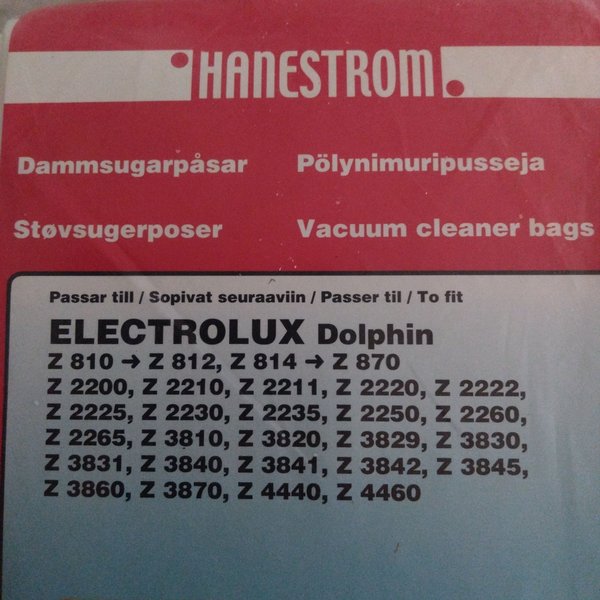 HANESTROM
Dammsugarpåsar Pölynimuripusseja
Støvsugerposer Vacuum cleaner bags
Passar till / Sopivat seuraaviin / Passer til / To fit
ELECTROLUX Dolphin
Z 810 → Z 812, Z 814 → Z 870
Z 2200, Z 2210, Z 2211, Z 2220, Z 2222,
Z 2225, Z 2230, Z 2235, Z 2250, Z 2260,
Z 2265, Z 3810, Z 3820, Z 3829, Z 3830,
Z 3831, Z 3840, Z 3841, Z 3842, Z 3845,
Z 3860, Z 3870, Z 4440, Z 4460